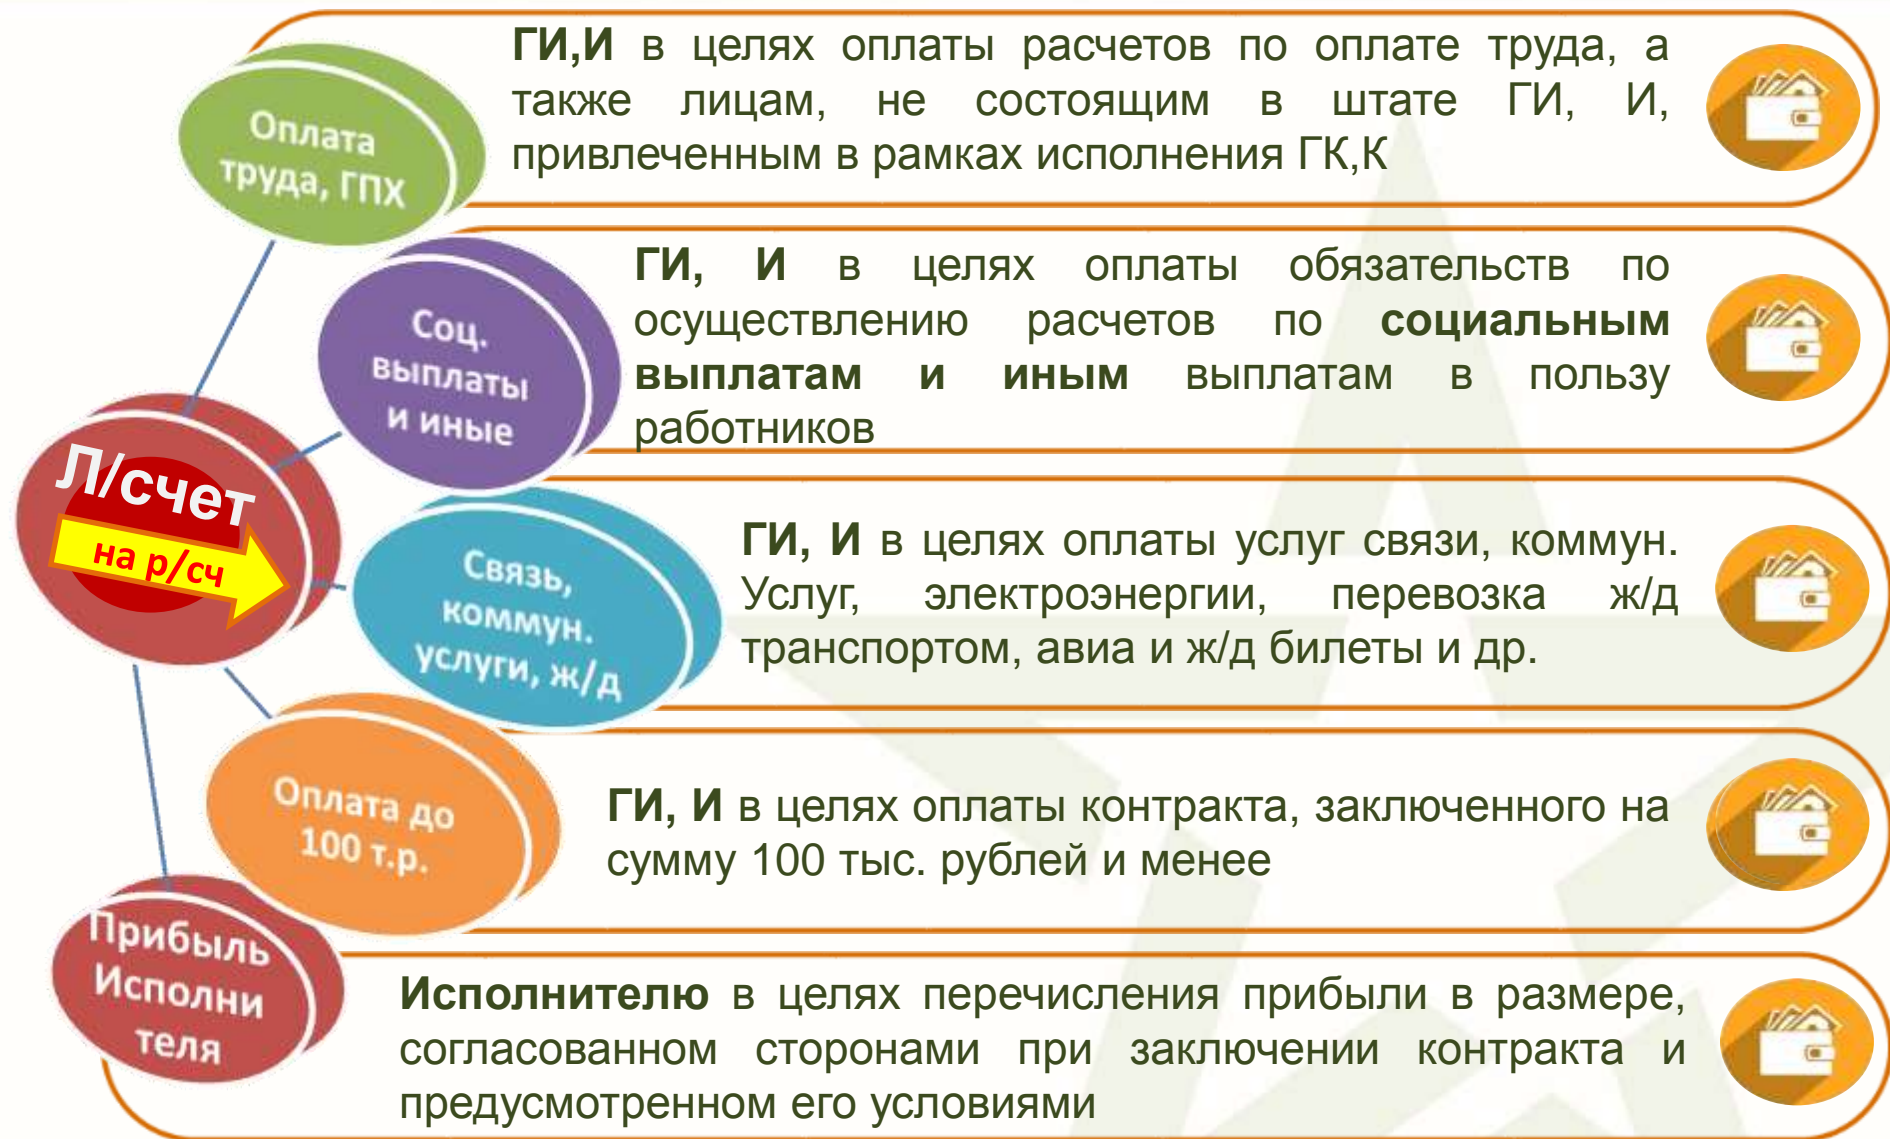 ГИ,И в целях оплаты расчетов по оплате труда, а
также лицам, не состоящим в штате ГИ, И,
привлеченным в рамках исполнения ГК,К
Оплата
труда, ГПХ
ГИ, И в целях оплаты обязательств по
осуществлению расчетов по социальным
выплатам и иным выплатам в пользу
работников
Соц.
выплаты
и иные
Л/счет
на р/сч
ГИ, И в целях оплаты услуг связи, коммун.
Услуг, электроэнергии, перевозка ж/д
транспортом, авиа и ж/д билеты и др.
Связь,
коммун.
услуги, ж/д
ГИ, И в целях оплаты контракта, заключенного на
сумму 100 тыс. рублей и менее
Оплата до
100 т.р.
Прибыль
Исполни
теля
Исполнителю в целях перечисления прибыли в размере,
согласованном сторонами при заключении контракта и
предусмотренном его условиями